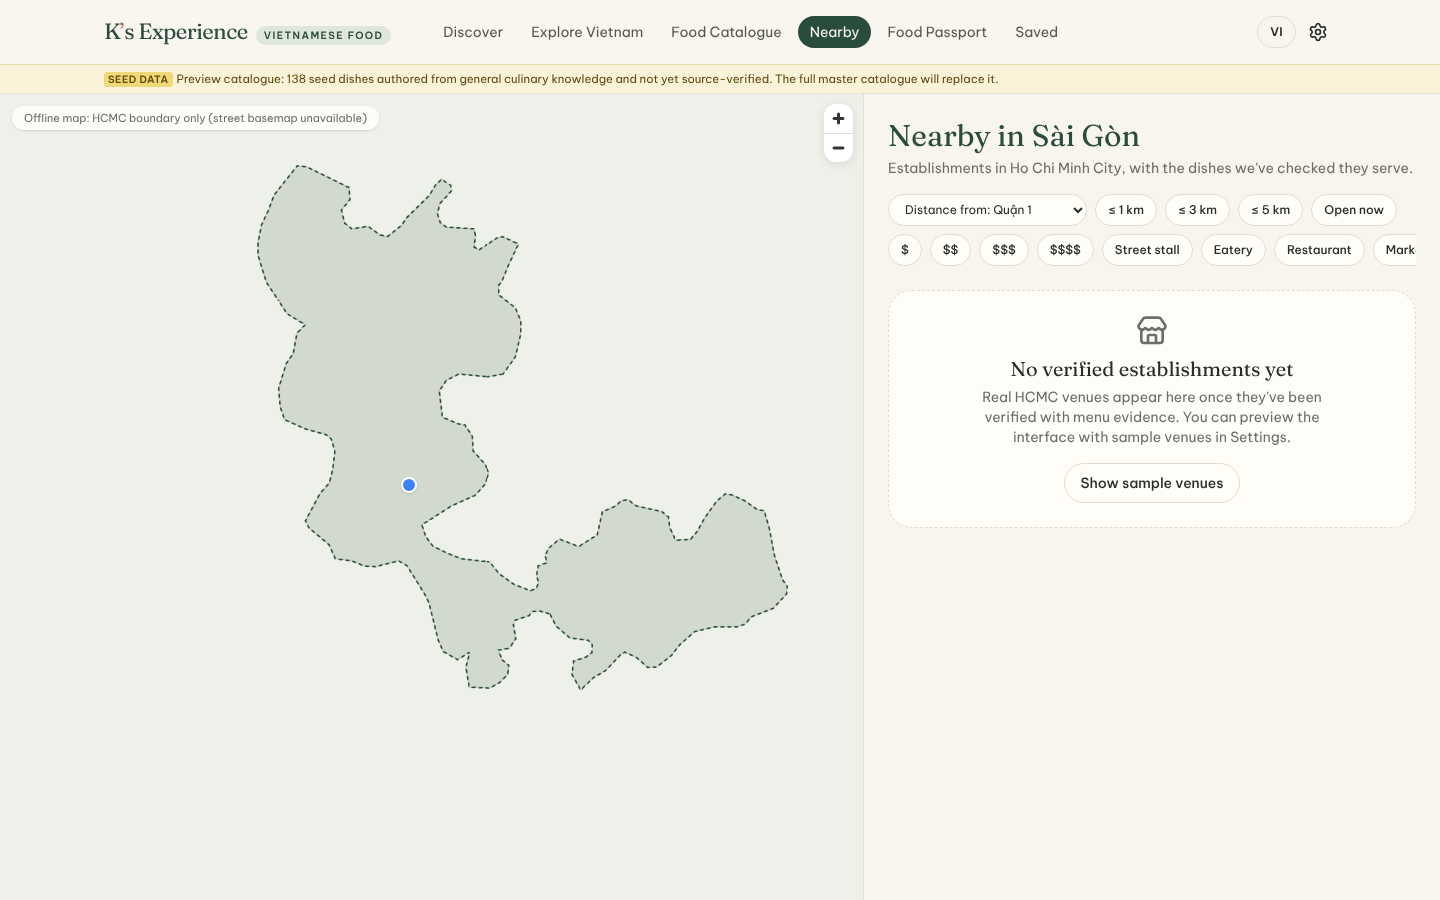 K's Experience VIETNAMESE FOOD
Discover Explore Vietnam Food Catalogue Nearby Food Passport Saved
VI
SEED DATA Preview catalogue: 138 seed dishes authored from general culinary knowledge and not yet source-verified. The full master catalogue will replace it.
Offline map: HCMC boundary only (street basemap unavailable)
+
−
Nearby in Sài Gòn
Establishments in Ho Chi Minh City, with the dishes we've checked they serve.
Distance from: Quận 1 ≤ 1 km ≤ 3 km ≤ 5 km Open now
$ $$ $$$ $$$$ Street stall Eatery Restaurant Mark
No verified establishments yet
Real HCMC venues appear here once they've been
verified with menu evidence. You can preview the
interface with sample venues in Settings.
Show sample venues